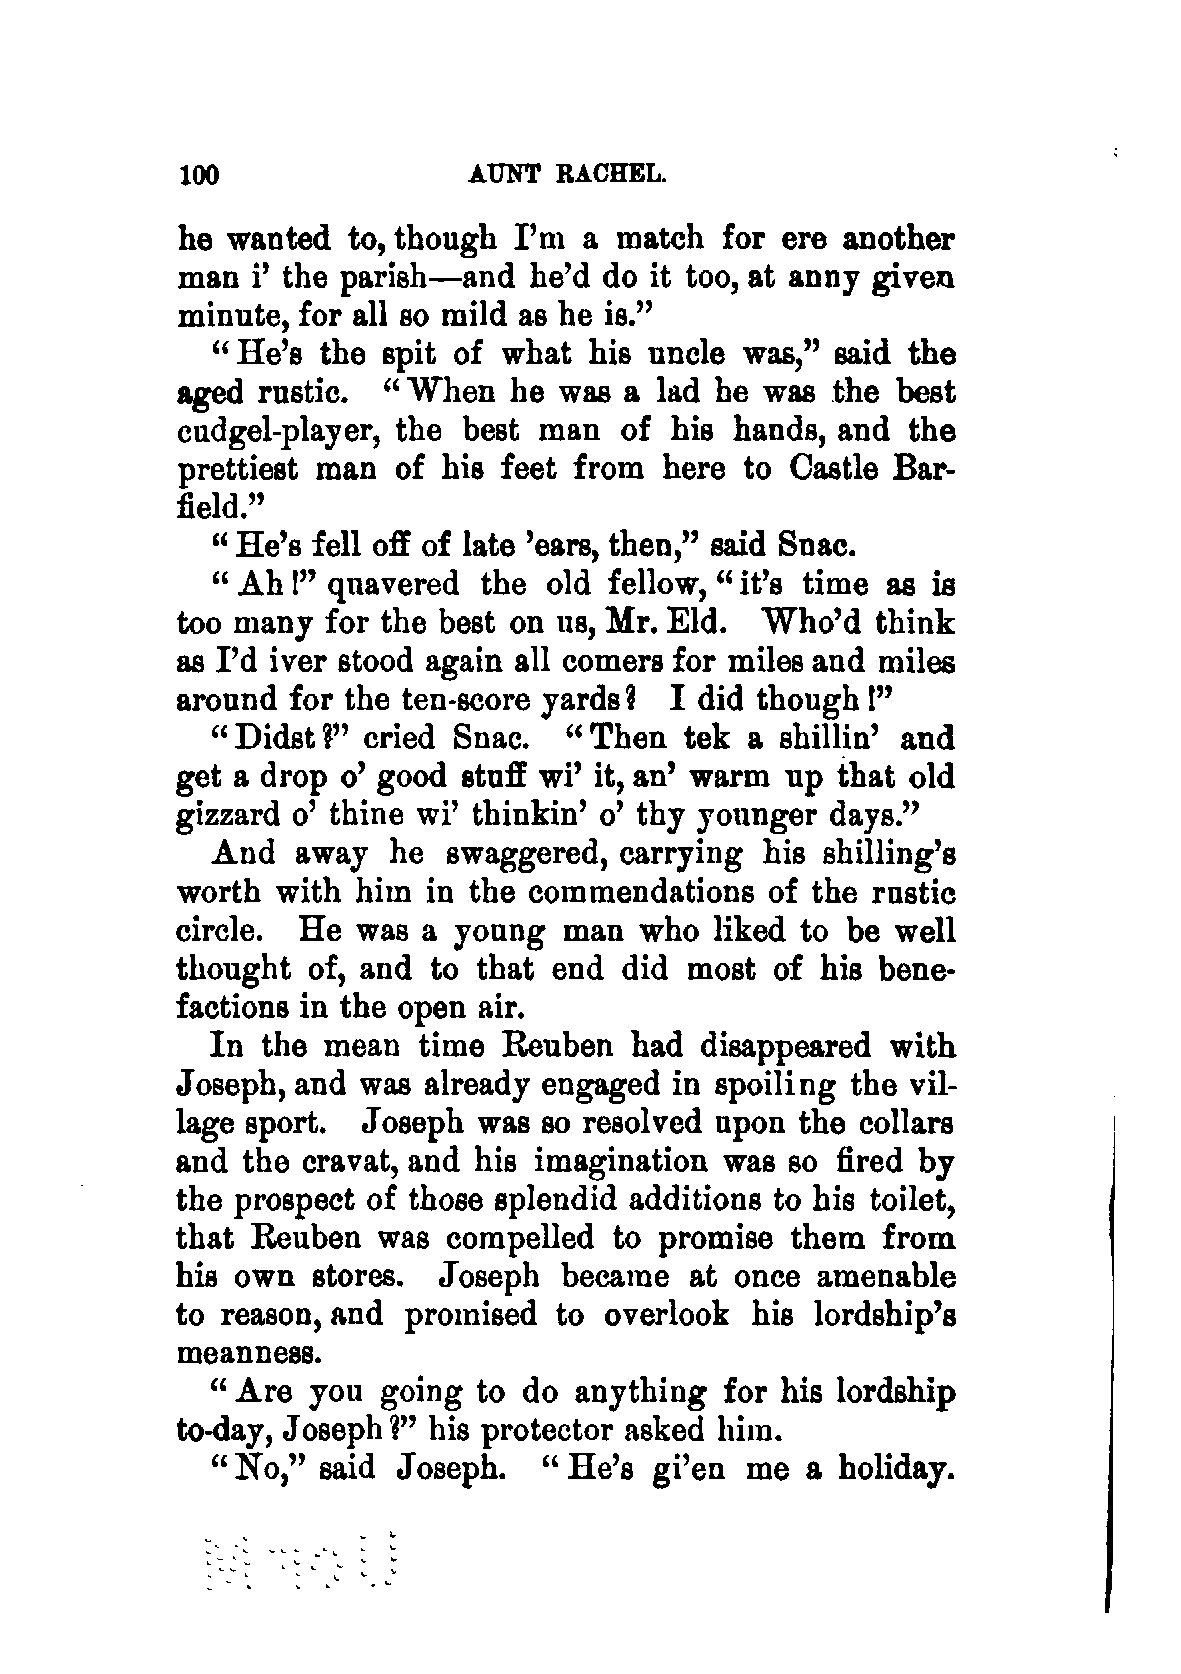 100 AUNT RACHEL.
he wanted to, though I'm a match for ere another
man i' the parish—and he'd do it too, at anny given
minute, for all so mild as he is."
"He's the spit of what his uncle was," said the
aged rustic. "When he was a lad he was the best
cudgel-player, the best man of his hands, and the
prettiest man of his feet from here to Castle Bar-
field."
"He's fell off of late 'ears, then," said Snac.
"Ah!" quavered the old fellow, "it's time as is
too many for the best on us, Mr. Eld. Who'd think
as I'd iver stood again all comers for miles and miles
around for the ten-score yards? I did though!"
"Didst?" cried Snac. "Then tek a shillin' and
get a drop o' good stuff wi' it, an' warm up that old
gizzard o' thine wi' thinkin' o' thy younger days."
And away he swaggered, carrying his shilling's
worth with him in the commendations of the rustic
circle. He was a young man who liked to be well
thought of, and to that end did most of his bene-
factions in the open air.
In the mean time Reuben had disappeared with
Joseph, and was already engaged in spoiling the vil-
lage sport. Joseph was so resolved upon the collars
and the cravat, and his imagination was so fired by
the prospect of those splendid additions to his toilet,
that Reuben was compelled to promise them from
his own stores. Joseph became at once amenable
to reason, and promised to overlook his lordship's
meanness.
"Are you going to do anything for his lordship
to-day, Joseph?" his protector asked him.
"No," said Joseph. "He's gi'en me a holiday.